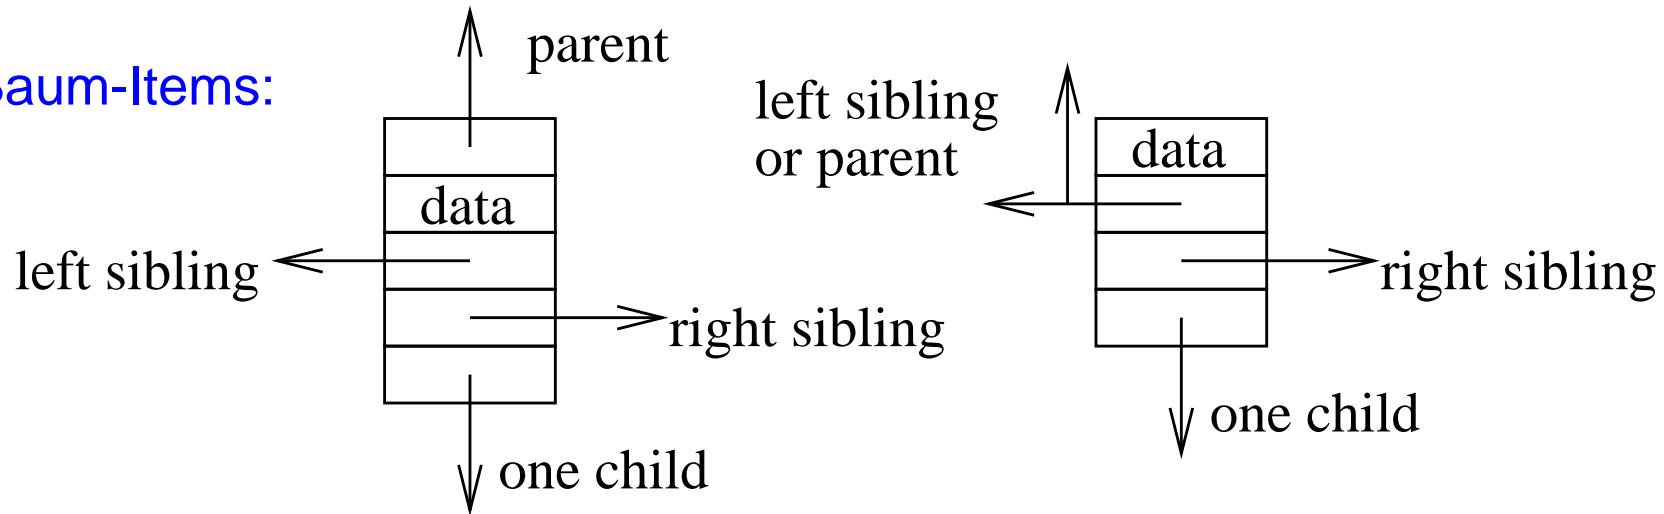 parent
aum-Items:
left sibling
or parent
data
data
left sibling
right sibling
right sibling
one child
one child